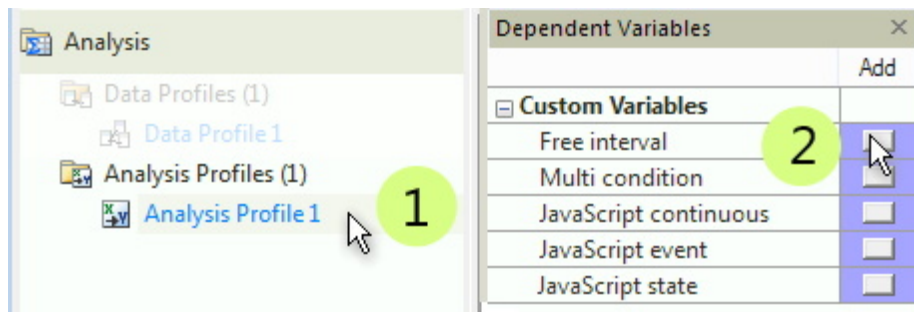 Analysis
Data Profiles (1)
Data Profile 1
Analysis Profiles (1)
Analysis Profile 1
1
Dependent Variables
Add
Custom Variables
Free interval
2
Multi condition
JavaScript continuous
JavaScript event
JavaScript state